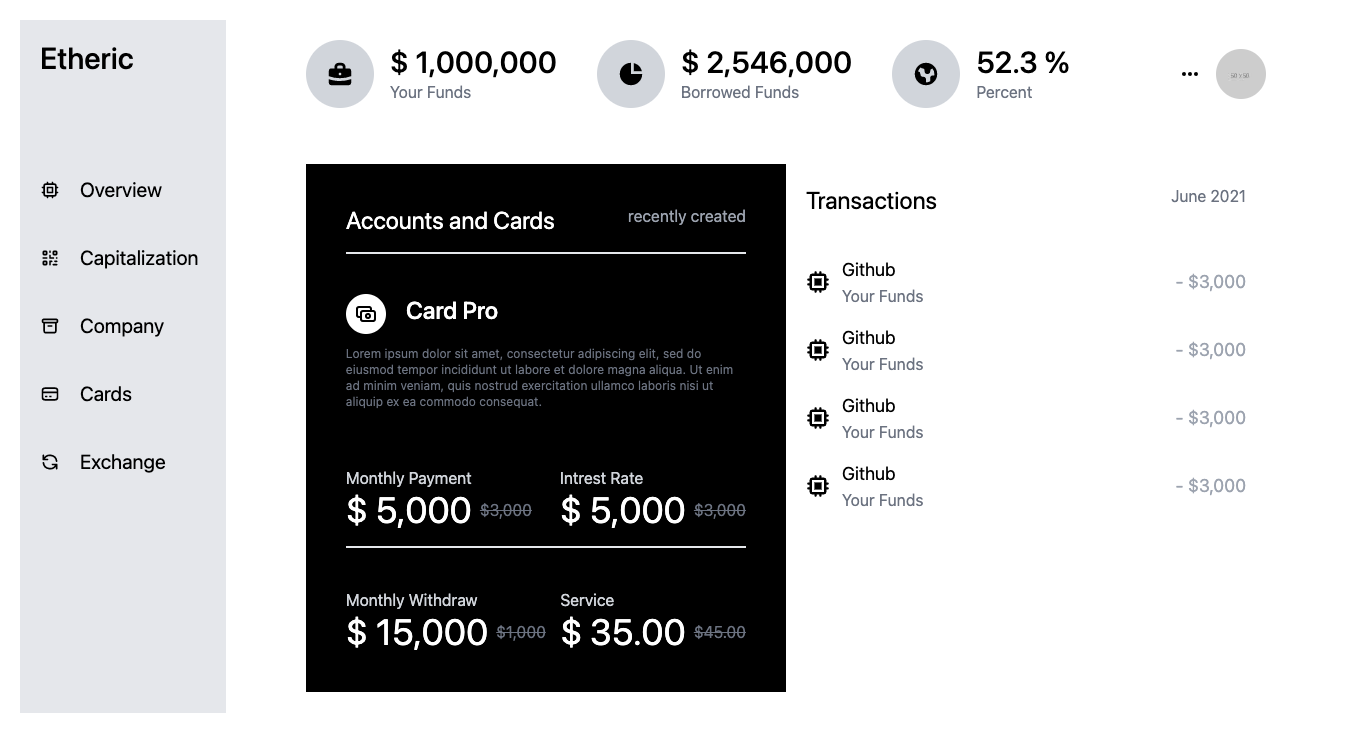 Etheric
Overview
Capitalization
Company
Cards
Exchange
$ 1,000,000
Your Funds
$ 2,546,000
Borrowed Funds
52.3 %
Percent
50 x 50
Accounts and Cards
recently created
Card Pro
Lorem ipsum dolor sit amet, consectetur adipiscing elit, sed do
eiusmod tempor incididunt ut labore et dolore magna aliqua. Ut enim
ad minim veniam, quis nostrud exercitation ullamco laboris nisi ut
aliquip ex ea commodo consequat.
Monthly Payment
$ 5,000 $3,000
Intrest Rate
$ 5,000 $3,000
Monthly Withdraw
$ 15,000 $1,000
Service
$ 35.00 $45.00
Transactions
June 2021
Github
Your Funds
- $3,000
Github
Your Funds
- $3,000
Github
Your Funds
- $3,000
Github
Your Funds
- $3,000